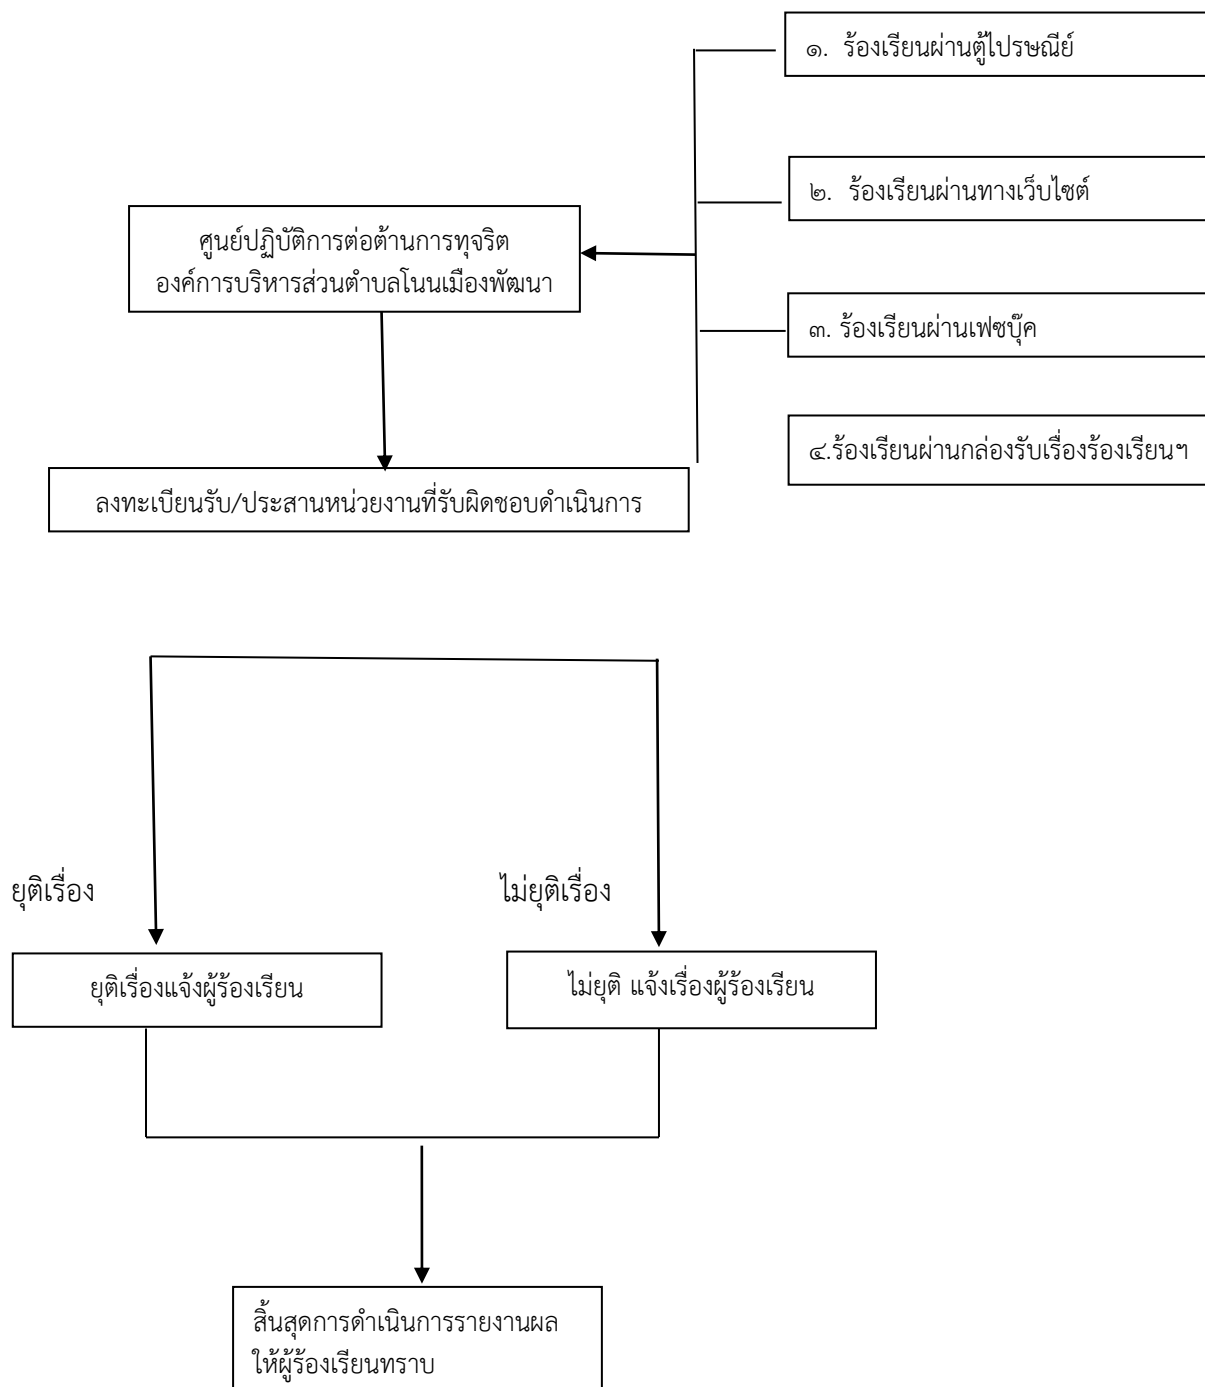 ๑. ร้องเรียนผ่านตู้ไปรษณีย์
๒. ร้องเรียนผ่านทางเว็บไซต์
ศูนย์ปฏิบัติการต่อต้านการทุจริต
องค์การบริหารส่วนตำบลโนนเมืองพัฒนา
๓. ร้องเรียนผ่านเฟซบุ๊ค
๔.ร้องเรียนผ่านกล่องรับเรื่องร้องเรียนฯ
ลงทะเบียนรับ/ประสานหน่วยงานที่รับผิดชอบดำเนินการ
ยุติเรื่อง
ไม่ยุติเรื่อง
ยุติเรื่องแจ้งผู้ร้องเรียน
ไม่ยุติ แจ้งเรื่องผู้ร้องเรียน
สิ้นสุดการดำเนินการรายงานผล
ให้ผู้ร้องเรียนทราบ